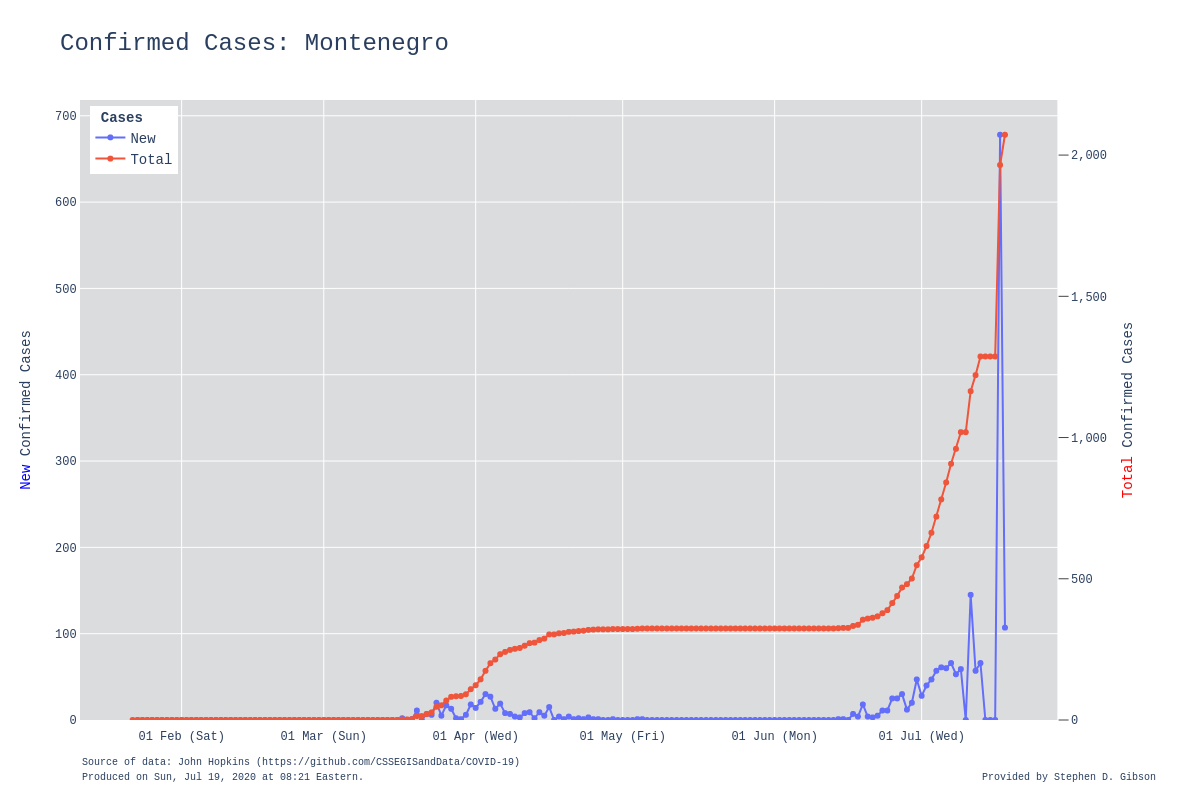 Confirmed Cases: Montenegro
Cases
New
Total
700
600
500
400
300
200
100
0
New Confirmed Cases
2,000
1,500
1,000
500
0
Total Confirmed Cases
01 Feb (Sat)
01 Mar (Sun)
01 Apr (Wed)
01 May (Fri)
01 Jun (Mon)
01 Jul (Wed)
Source of data: John Hopkins (https://github.com/CSSEGISandData/COVID-19)
Produced on Sun, Jul 19, 2020 at 08:21 Eastern.
Provided by Stephen D. Gibson